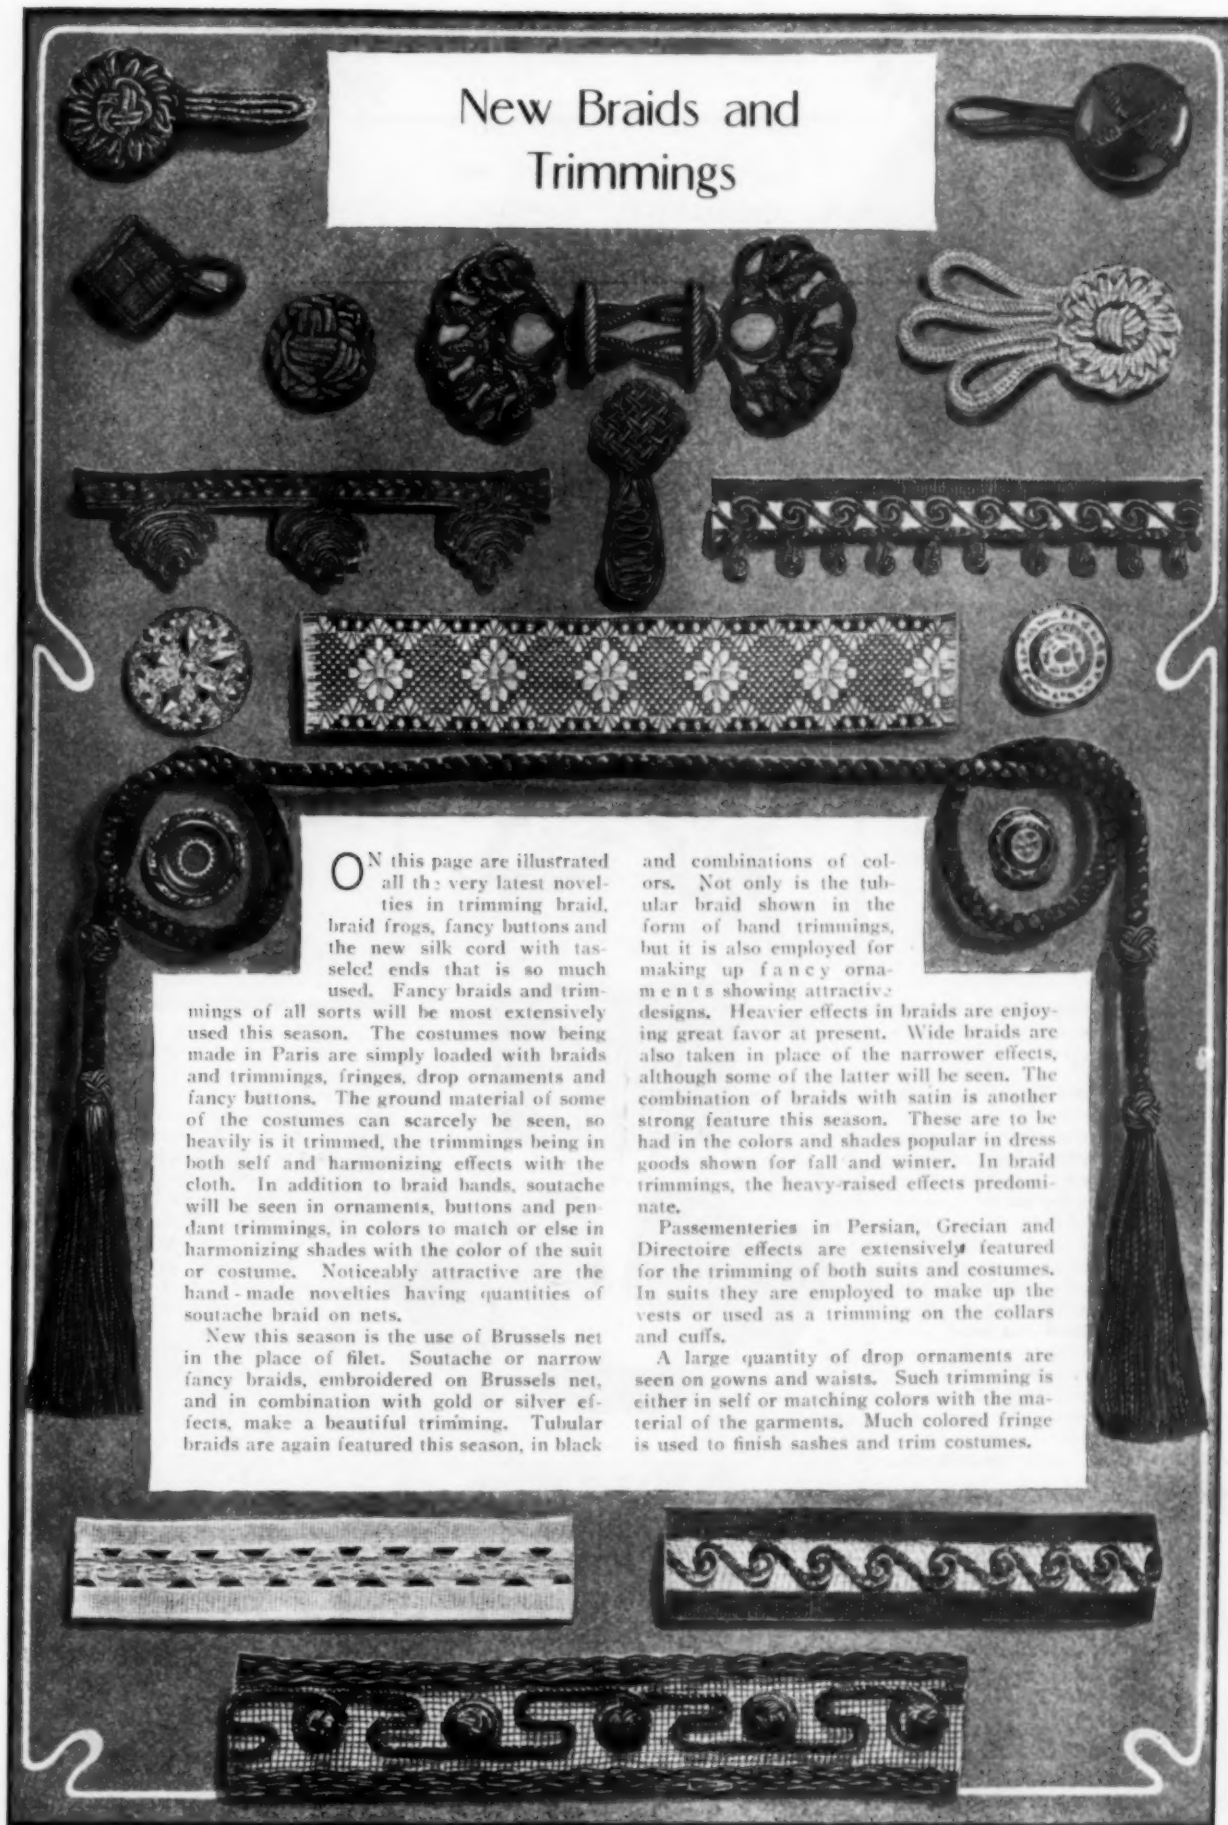 New Braids and
Trimmings
ON this page are illustrated
all the very latest novel-
ties in trimming braid,
braid frogs, fancy buttons and
the new silk cord with tas-
seled ends that is so much
used. Fancy braids and trim-
mings of all sorts will be most extensively
used this season. The costumes now being
made in Paris are simply loaded with braids
and trimmings, fringes, drop ornaments and
fancy buttons. The ground material of some
of the costumes can scarcely be seen, so
heavily is it trimmed, the trimmings being in
both self and harmonizing effects with the
cloth. In addition to braid bands, soutache
will be seen in ornaments, buttons and pen
dant trimmings, in colors to match or else in
harmonizing shades with the color of the suit
or costume. Noticeably attractive are the
hand-made novelties having quantities of
soutache braid on nets.
New this season is the use of Brussels net
in the place of filet. Soutache or narrow
fancy braids, embroidered on Brussels net,
and in combination with gold or silver ef-
fects, make a beautiful trimming. Tubular
braids are again featured this season, in black
and combinations of col-
ors. Not only is the tub-
ular braid shown in the
form of band trimmings,
but it is also employed for
making up fancy orna-
ments showing attractive
designs. Heavier effects in braids are enjoy-
ing great favor at present. Wide braids are
also taken in place of the narrower effects,
although some of the latter will be seen. The
combination of braids with satin is another
strong feature this season. These are to be
had in the colors and shades popular in dress
goods shown for fall and winter. In braid
trimmings, the heavy-raised effects predomi-
nate.
Passementeries in Persian, Grecian and
Directoire effects are extensively featured
for the trimming of both suits and costumes.
In suits they are employed to make up the
vests or used as a trimming on the collars
and cuffs.
A large quantity of drop ornaments are
seen on gowns and waists. Such trimming is
either in self or matching colors with the ma-
terial of the garments. Much colored fringe
is used to finish sashes and trim costumes.